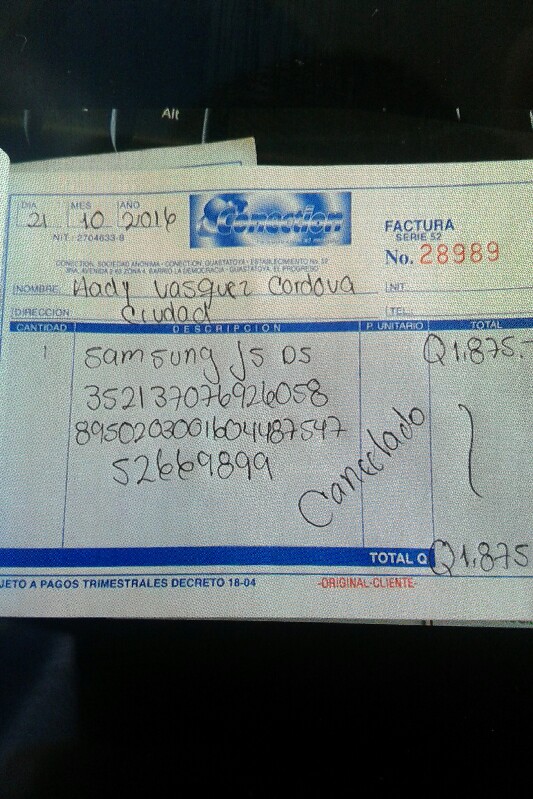 Alt
DIA MES AÑO
21 10 2016
NIT: 2704633-8
Conection
FACTURA
SERIE 52
No. 28989
CONECTION, SOCIEDAD ANONIMA - CONECTION, GUASTATOYA - ESTABLECIMIENTO No. 52
3RA. AVENIDA 2-63 ZONA 4, BARRIO LA DEMOCRACIA - GUASTATOYA, EL PROGRESO
NOMBRE: Hady Vasquez Cordova NIT:
DIRECCION Ciudad TEL:
CANTIDAD DESCRIPCION P. UNITARIO TOTAL
1 Samsung J5 DS Q1,875.-
352137076926058
8950203001604487547
52669899
Cancelado
TOTAL Q Q1,875
JETO A PAGOS TRIMESTRALES DECRETO 18-04 -ORIGINAL-CLIENTE-